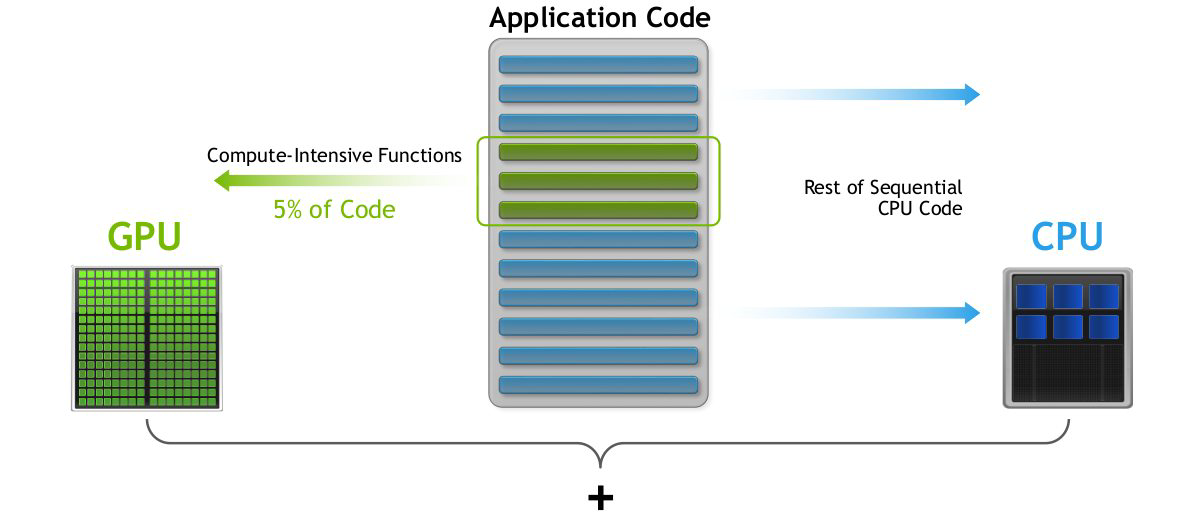 Application Code
Compute-Intensive Functions
5% of Code
Rest of Sequential
CPU Code
GPU
CPU
+